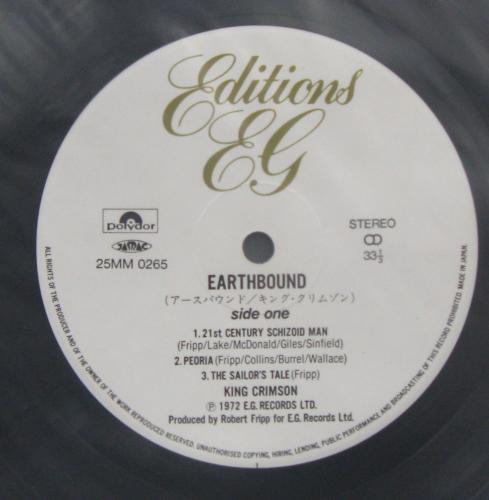 Editions
EG
Polydor
JASRAC
25MM 0265
STEREO
33⅓
EARTHBOUND
(アースバウンド/キング・クリムゾン)
side one
1. 21st CENTURY SCHIZOID MAN
(Fripp/Lake/McDonald/Giles/Sinfield)
2. PEORIA (Fripp/Collins/Burrel/Wallace)
3. THE SAILOR'S TALE (Fripp)
KING CRIMSON
Ⓟ 1972 E.G. RECORDS LTD.
Produced by Robert Fripp for E.G. Records Ltd.
ALL RIGHTS OF THE PRODUCER AND OF THE OWNER OF THE WORK REPRODUCED RESERVED. UNAUTHORISED COPYING, HIRING, LENDING, PUBLIC PERFORMANCE AND BROADCASTING OF THIS RECORD PROHIBITED. MADE IN JAPAN.